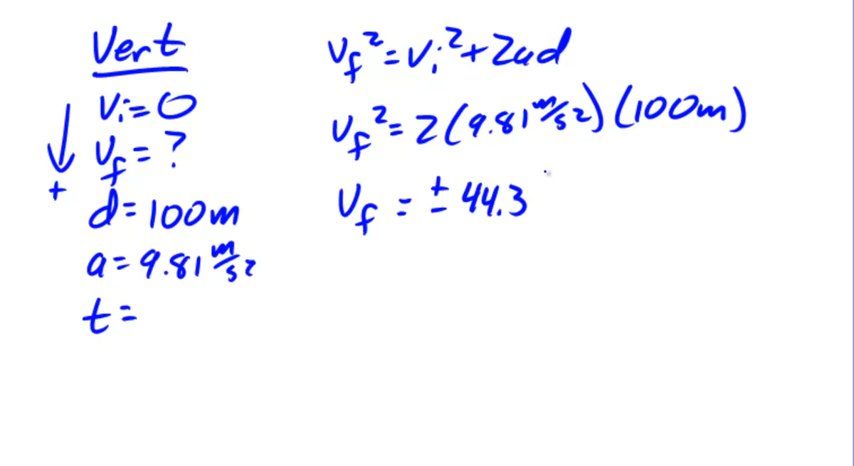 Vert
Vi=0
Vf=?
+
d=100m
a=9.81 m/s2
t=
Vf²=Vi²+2ad
Vf²=2(9.81 m/s2)(100m)
Vf=±44.3